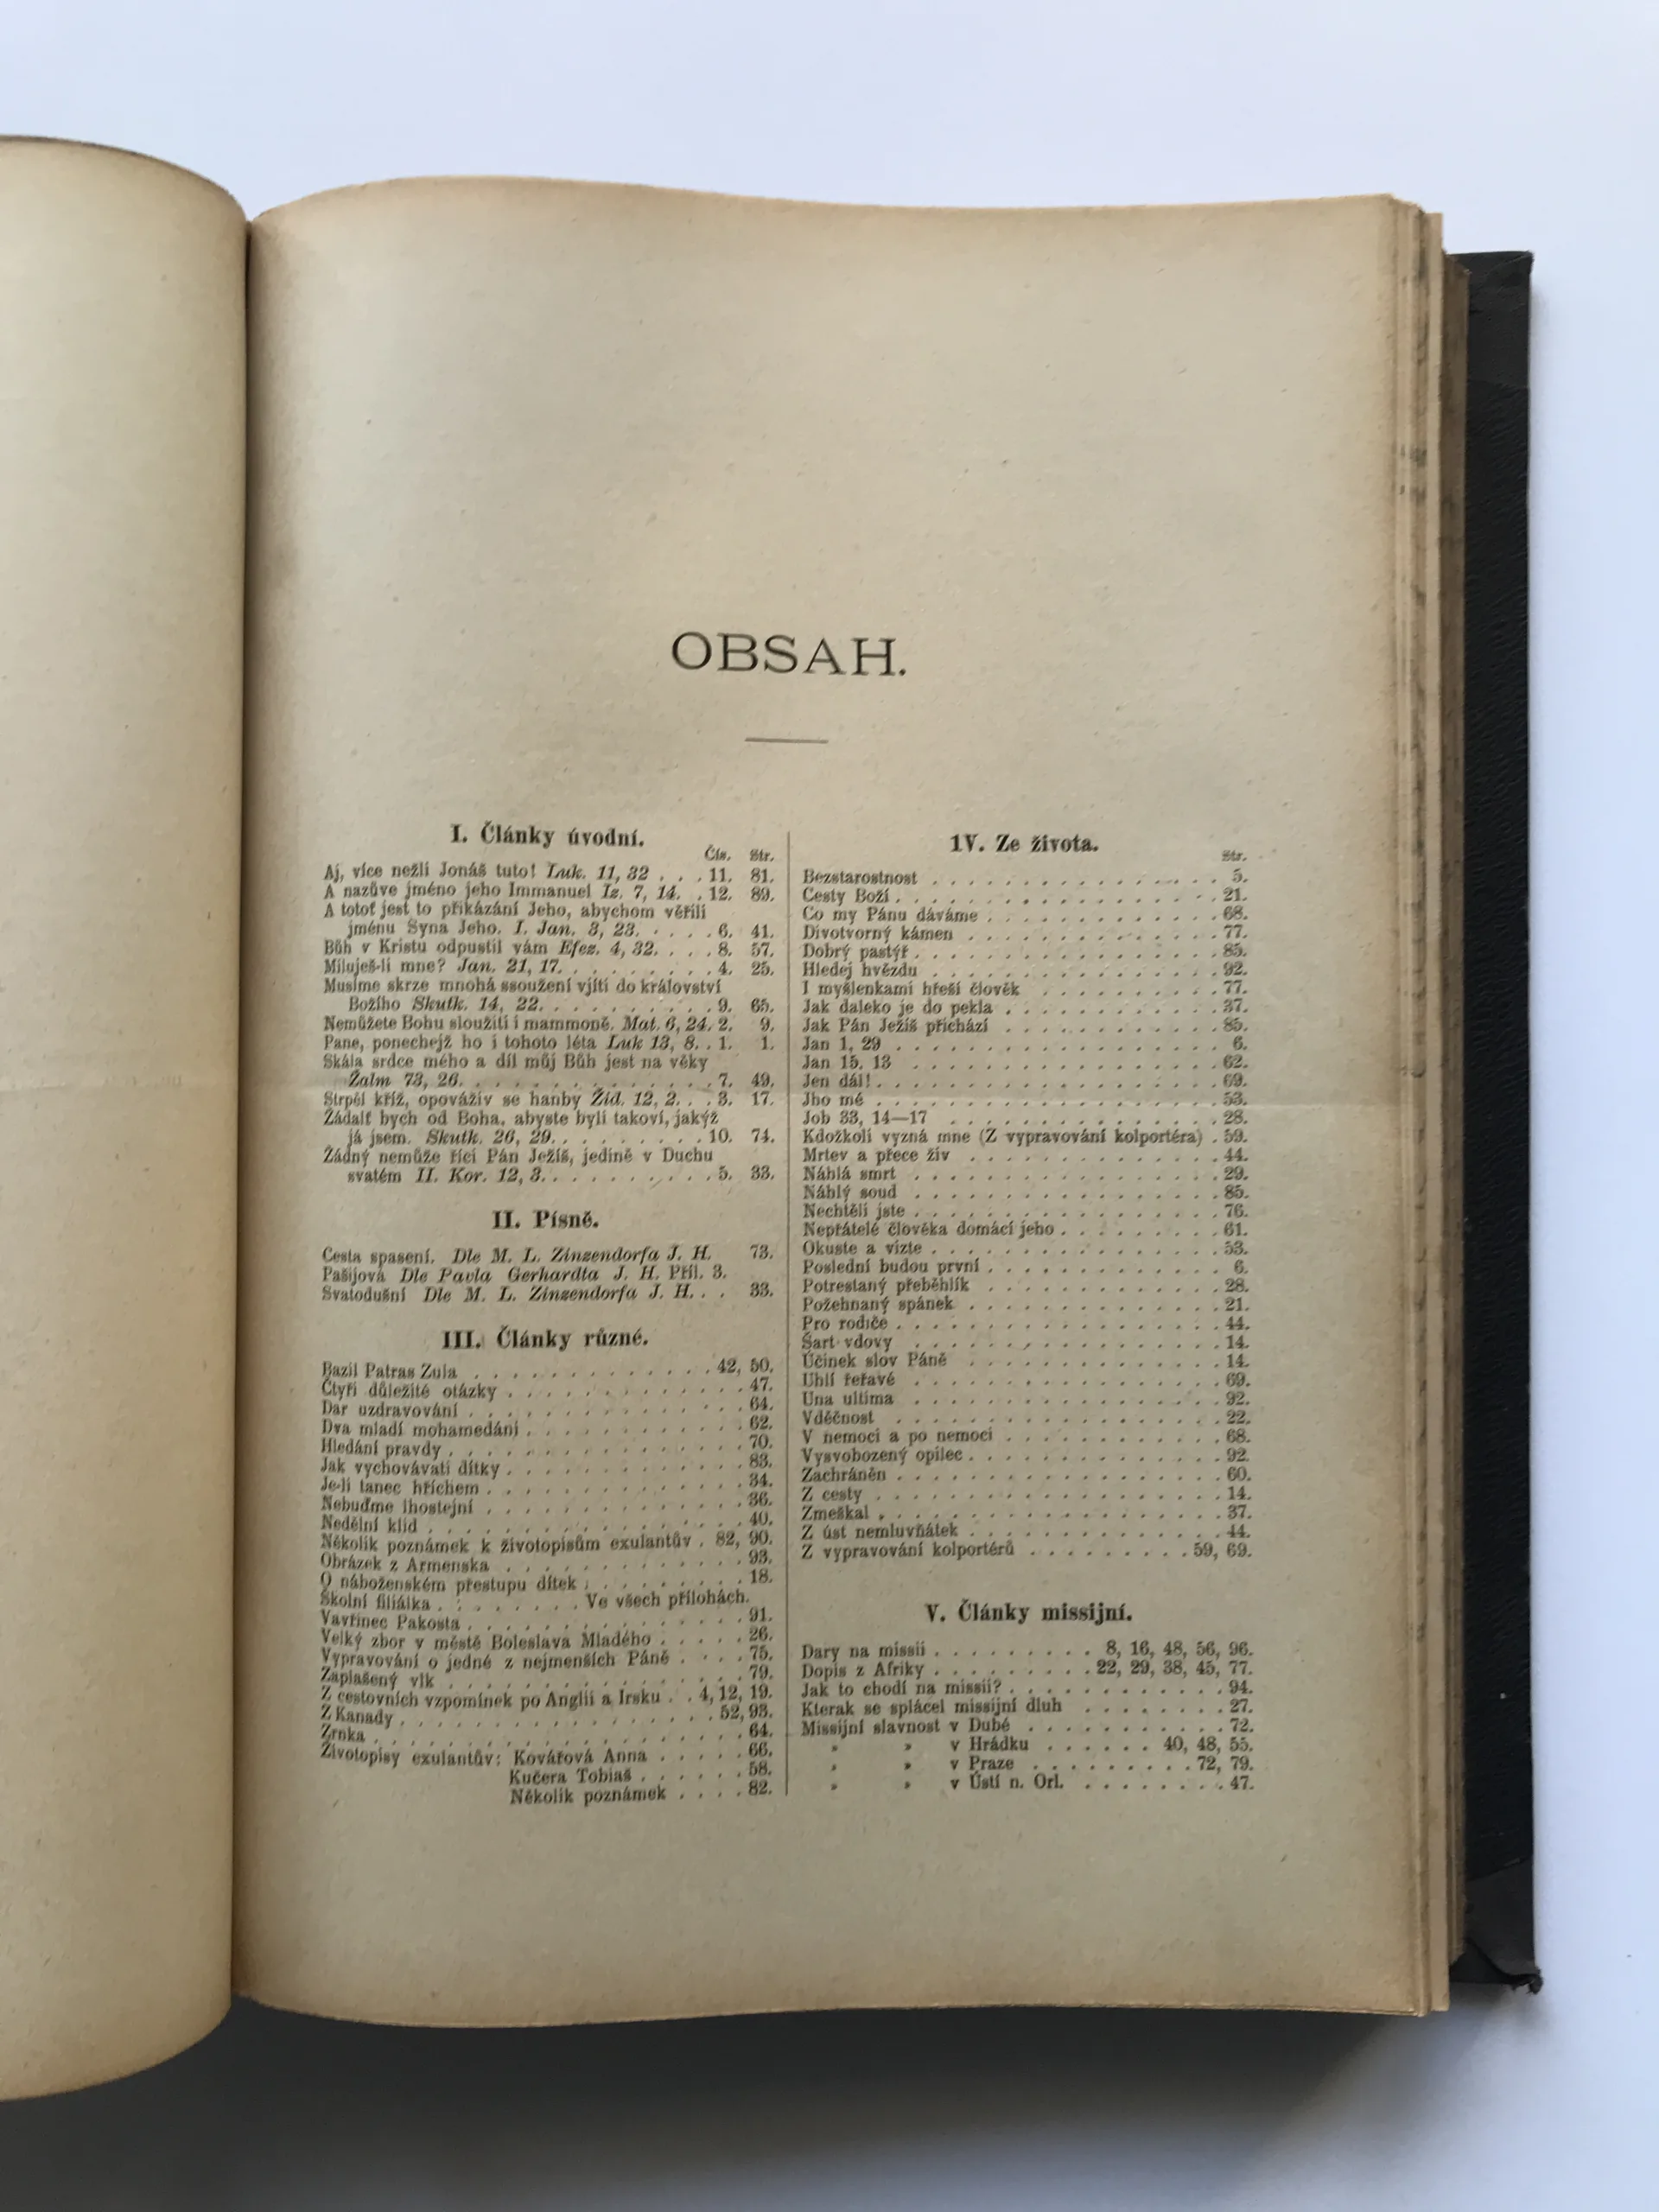 OBSAH.
I. Články úvodní.
Čís. Str.
Aj, více nežli Jonáš tuto! Luk. 11, 32 . . . 11. 81.
A nazůve jméno jeho Immanuel Iz. 7, 14. . 12. 89.
A totoť jest to přikázání Jeho, abychom věřili
jménu Syna Jeho. I. Jan. 3, 23. . . . . 6. 41.
Bůh v Kristu odpustil vám Efez. 4, 32. . . . 8. 57.
Miluješ-li mne? Jan. 21, 17. . . . . . . . . 4. 25.
Musíme skrze mnohá ssoužení vjíti do království
Božího Skutk. 14, 22. . . . . . . . . . 9. 65.
Nemůžete Bohu sloužiti i mammoně. Mat. 6, 24. 2. 9.
Pane, ponechejž ho i tohoto léta Luk 13, 8. . 1. 1.
Skála srdce mého a díl můj Bůh jest na věky
Žalm 73, 26. . . . . . . . . . . . . . 7. 49.
Strpěl kříž, opováživ se hanby Žid. 12, 2. . . 3. 17.
Žádalť bych od Boha, abyste byli takoví, jakýž
já jsem. Skutk. 26, 29. . . . . . . . . 10. 74.
Žádný nemůže říci Pán Ježíš, jedině v Duchu
svatém II. Kor. 12, 3. . . . . . . . . . 5. 33.
II. Písně.
Cesta spasení. Dle M. L. Zinzendorfa J. H. 73.
Pašijová Dle Pavla Gerhardta J. H. Příl. 3.
Svatodušní Dle M. L. Zinzendorfa J. H. . . 33.
III. Články různé.
Bazil Patras Zula . . . . . . . . . . . . 42, 50.
Čtyři důležité otázky . . . . . . . . . . . . 47.
Dar uzdravování . . . . . . . . . . . . . . 64.
Dva mladí mohamedáni . . . . . . . . . . . 62.
Hledání pravdy . . . . . . . . . . . . . . . 70.
Jak vychovávati dítky . . . . . . . . . . . . 83.
Je-li tanec hříchem . . . . . . . . . . . . . 34.
Nebuďme lhostejní . . . . . . . . . . . . . 36.
Nedělní klid . . . . . . . . . . . . . . . . 40.
Několik poznámek k životopisům exulantův . 82, 90.
Obrázek z Armenska . . . . . . . . . . . . 93.
O náboženském přestupu dítek . . . . . . . . 18.
Školní filiálka . . . . . . . . Ve všech přílohách.
Vavřinec Pakosta . . . . . . . . . . . . . . 91.
Velký zbor v městě Boleslava Mladého . . . . . 26.
Vypravování o jedné z nejmenších Páně . . . . 75.
Zaplašený vlk . . . . . . . . . . . . . . . 79.
Z cestovních vzpomínek po Anglii a Irsku . . 4, 12, 19.
Z Kanady . . . . . . . . . . . . . . . . 52, 93.
Zrnka . . . . . . . . . . . . . . . . . . . 64.
Životopisy exulantův: Kovářová Anna . . . . . 66.
Kučera Tobiáš . . . . . . 58.
Několik poznámek . . . . 82.
1V. Ze života.
Str.
Bezstarostnost . . . . . . . . . . . . . . . . 5.
Cesty Boží . . . . . . . . . . . . . . . . . . 21.
Co my Pánu dáváme . . . . . . . . . . . . . 68.
Divotvorný kámen . . . . . . . . . . . . . . 77.
Dobrý pastýř . . . . . . . . . . . . . . . . . 85.
Hledej hvězdu . . . . . . . . . . . . . . . . 92.
I myšlenkami hřeší člověk . . . . . . . . . . 77.
Jak daleko je do pekla . . . . . . . . . . . . 37.
Jak Pán Ježíš přichází . . . . . . . . . . . . 85.
Jan 1, 29 . . . . . . . . . . . . . . . . . . 6.
Jan 15, 13 . . . . . . . . . . . . . . . . . 62.
Jen dál! . . . . . . . . . . . . . . . . . . . 69.
Jho mé . . . . . . . . . . . . . . . . . . . 53.
Job 33, 14—17 . . . . . . . . . . . . . . . 28.
Kdožkoli vyzná mne (Z vypravování kolportéra) . 59.
Mrtev a přece živ . . . . . . . . . . . . . . 44.
Náhlá smrt . . . . . . . . . . . . . . . . . 29.
Náhlý soud . . . . . . . . . . . . . . . . . 85.
Nechtěli jste . . . . . . . . . . . . . . . . . 76.
Nepřátelé člověka domácí jeho . . . . . . . . . 61.
Okuste a vizte . . . . . . . . . . . . . . . . 53.
Poslední budou první . . . . . . . . . . . . . 6.
Potrestaný přeběhlík . . . . . . . . . . . . . 28.
Požehnaný spánek . . . . . . . . . . . . . . 21.
Pro rodiče . . . . . . . . . . . . . . . . . . 44.
Šart vdovy . . . . . . . . . . . . . . . . . 14.
Účinek slov Páně . . . . . . . . . . . . . . 14.
Uhlí řeřavé . . . . . . . . . . . . . . . . . 69.
Una ultima . . . . . . . . . . . . . . . . . 92.
Vděčnost . . . . . . . . . . . . . . . . . . 22.
V nemoci a po nemoci . . . . . . . . . . . . 68.
Vysvobozený opilec . . . . . . . . . . . . . . 92.
Zachráněn . . . . . . . . . . . . . . . . . . 60.
Z cesty . . . . . . . . . . . . . . . . . . . 14.
Zmeškal . . . . . . . . . . . . . . . . . . . 37.
Z úst nemluvňátek . . . . . . . . . . . . . . 44.
Z vypravování kolportérů . . . . . . . . . 59, 69.
V. Články missijní.
Dary na missii . . . . . . . . . . 8, 16, 48, 56, 96.
Dopis z Afriky . . . . . . . . . . 22, 29, 38, 45, 77.
Jak to chodí na missii? . . . . . . . . . . . . 94.
Kterak se splácel missijní dluh . . . . . . . . 27.
Missijní slavnost v Dubé . . . . . . . . . . . 72.
» » v Hrádku . . . . . . 40, 48, 55.
» » v Praze . . . . . . . . . 72, 79.
» » v Ústí n. Orl. . . . . . . . . . 47.